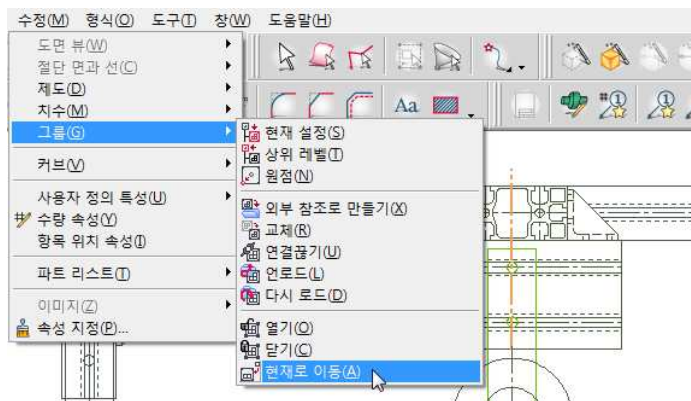 수정(M) 형식(O) 도구(T) 창(W) 도움말(H)
도면 뷰(W)
절단 면과 선(C)
제도(D)
치수(M)
그룹(G)
커브(V)
사용자 정의 특성(U)
수량 속성(Y)
항목 위치 속성(I)
파트 리스트(T)
이미지(Z)
속성 지정(P)...
Aa
현재 설정(S)
상위 레벨(T)
원점(N)
외부 참조로 만들기(X)
교체(R)
연결끊기(U)
언로드(L)
다시 로드(D)
열기(O)
닫기(C)
현재로 이동(A)